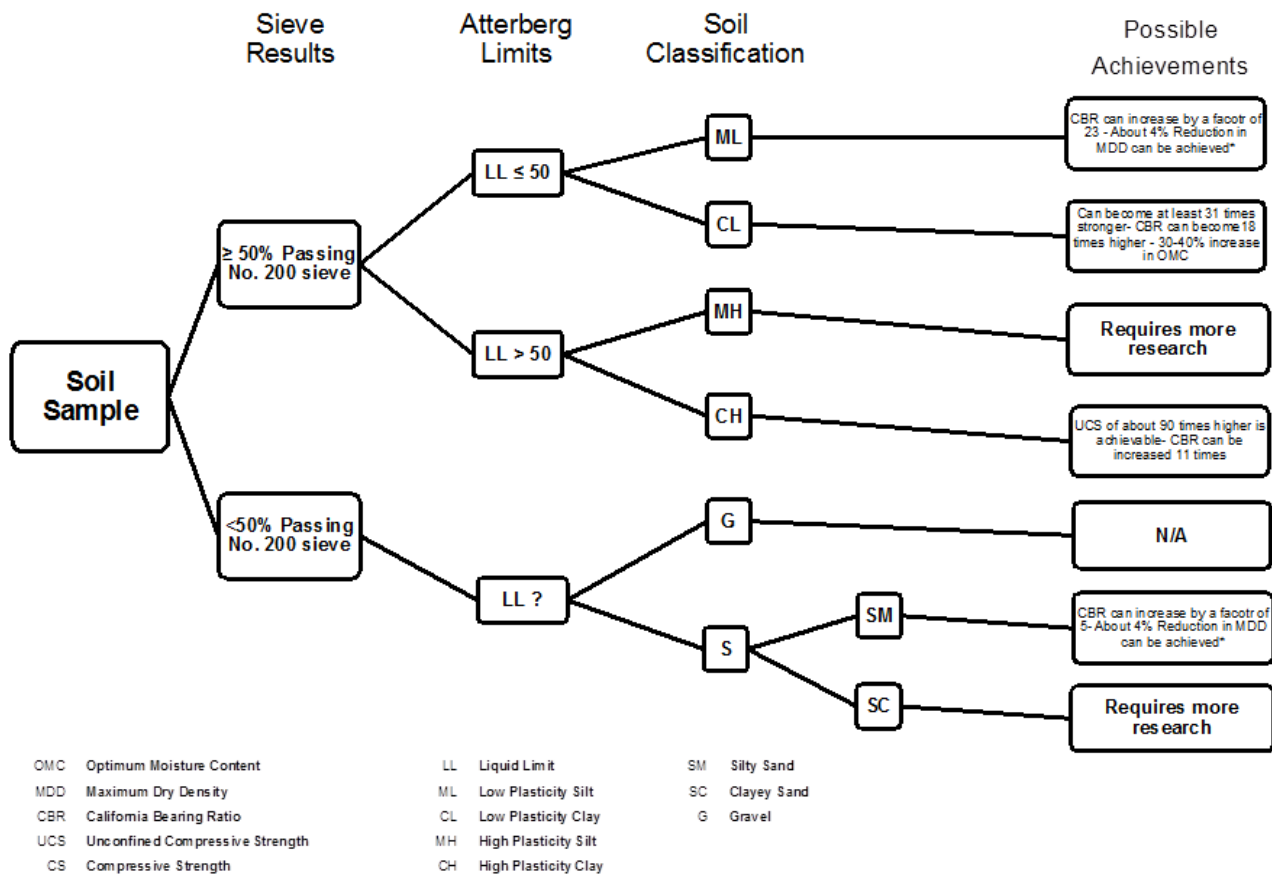 Sieve
Results
Atterberg
Limits
Soil
Classification
Possible
Achievements
Soil
Sample
≥ 50% Passing
No. 200 sieve
<50% Passing
No. 200 sieve
LL ≤ 50
LL > 50
LL ?
ML
CL
MH
CH
G
S
SM
SC
CBR can increase by a facotr of
23 - About 4% Reduction in
MDD can be achieved*
Can become at least 31 times
stronger- CBR can become18
times higher - 30-40% increase
in OMC
Requires more
research
UCS of about 90 times higher is
achievable- CBR can be
increased 11 times
N/A
CBR can increase by a facotr of
5- About 4% Reduction in MDD
can be achieved*
Requires more
research
OMC Optimum Moisture Content
MDD Maximum Dry Density
CBR California Bearing Ratio
UCS Unconfined Compressive Strength
CS Compressive Strength
LL Liquid Limit
ML Low Plasticity Silt
CL Low Plasticity Clay
MH High Plasticity Silt
CH High Plasticity Clay
SM Silty Sand
SC Clayey Sand
G Gravel